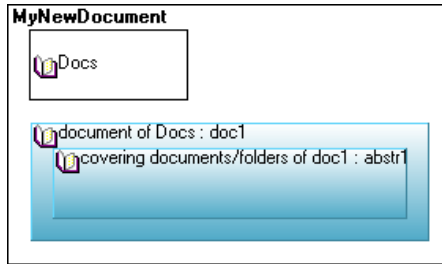 MyNewDocument
Docs
document of Docs : doc1
covering documents/folders of doc1 : abstr1